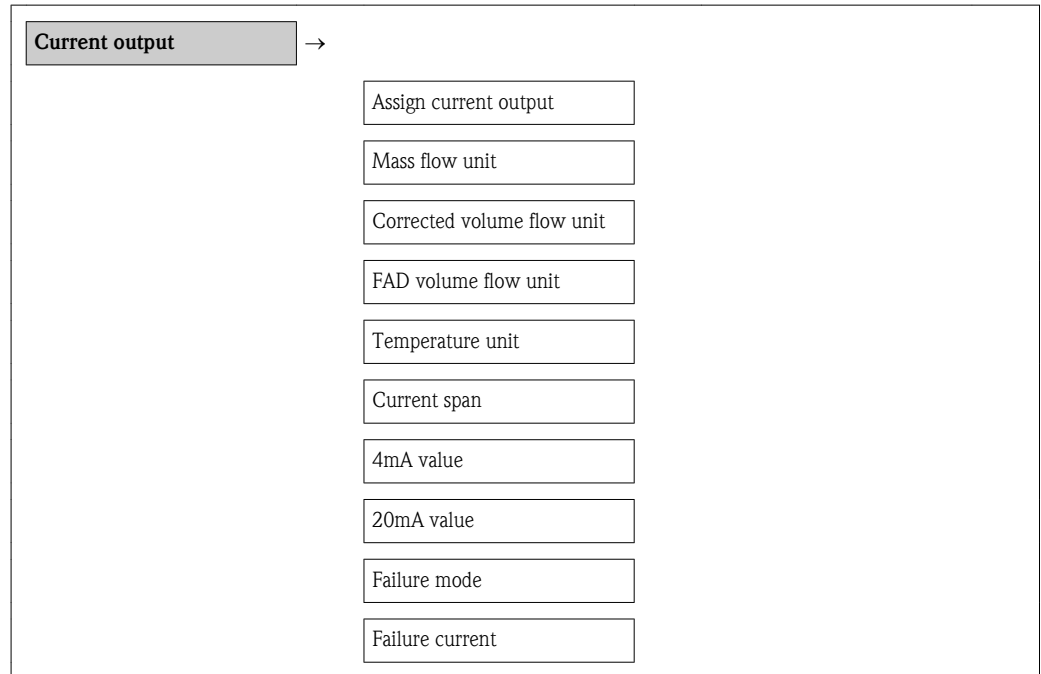 Current output →
Assign current output
Mass flow unit
Corrected volume flow unit
FAD volume flow unit
Temperature unit
Current span
4mA value
20mA value
Failure mode
Failure current